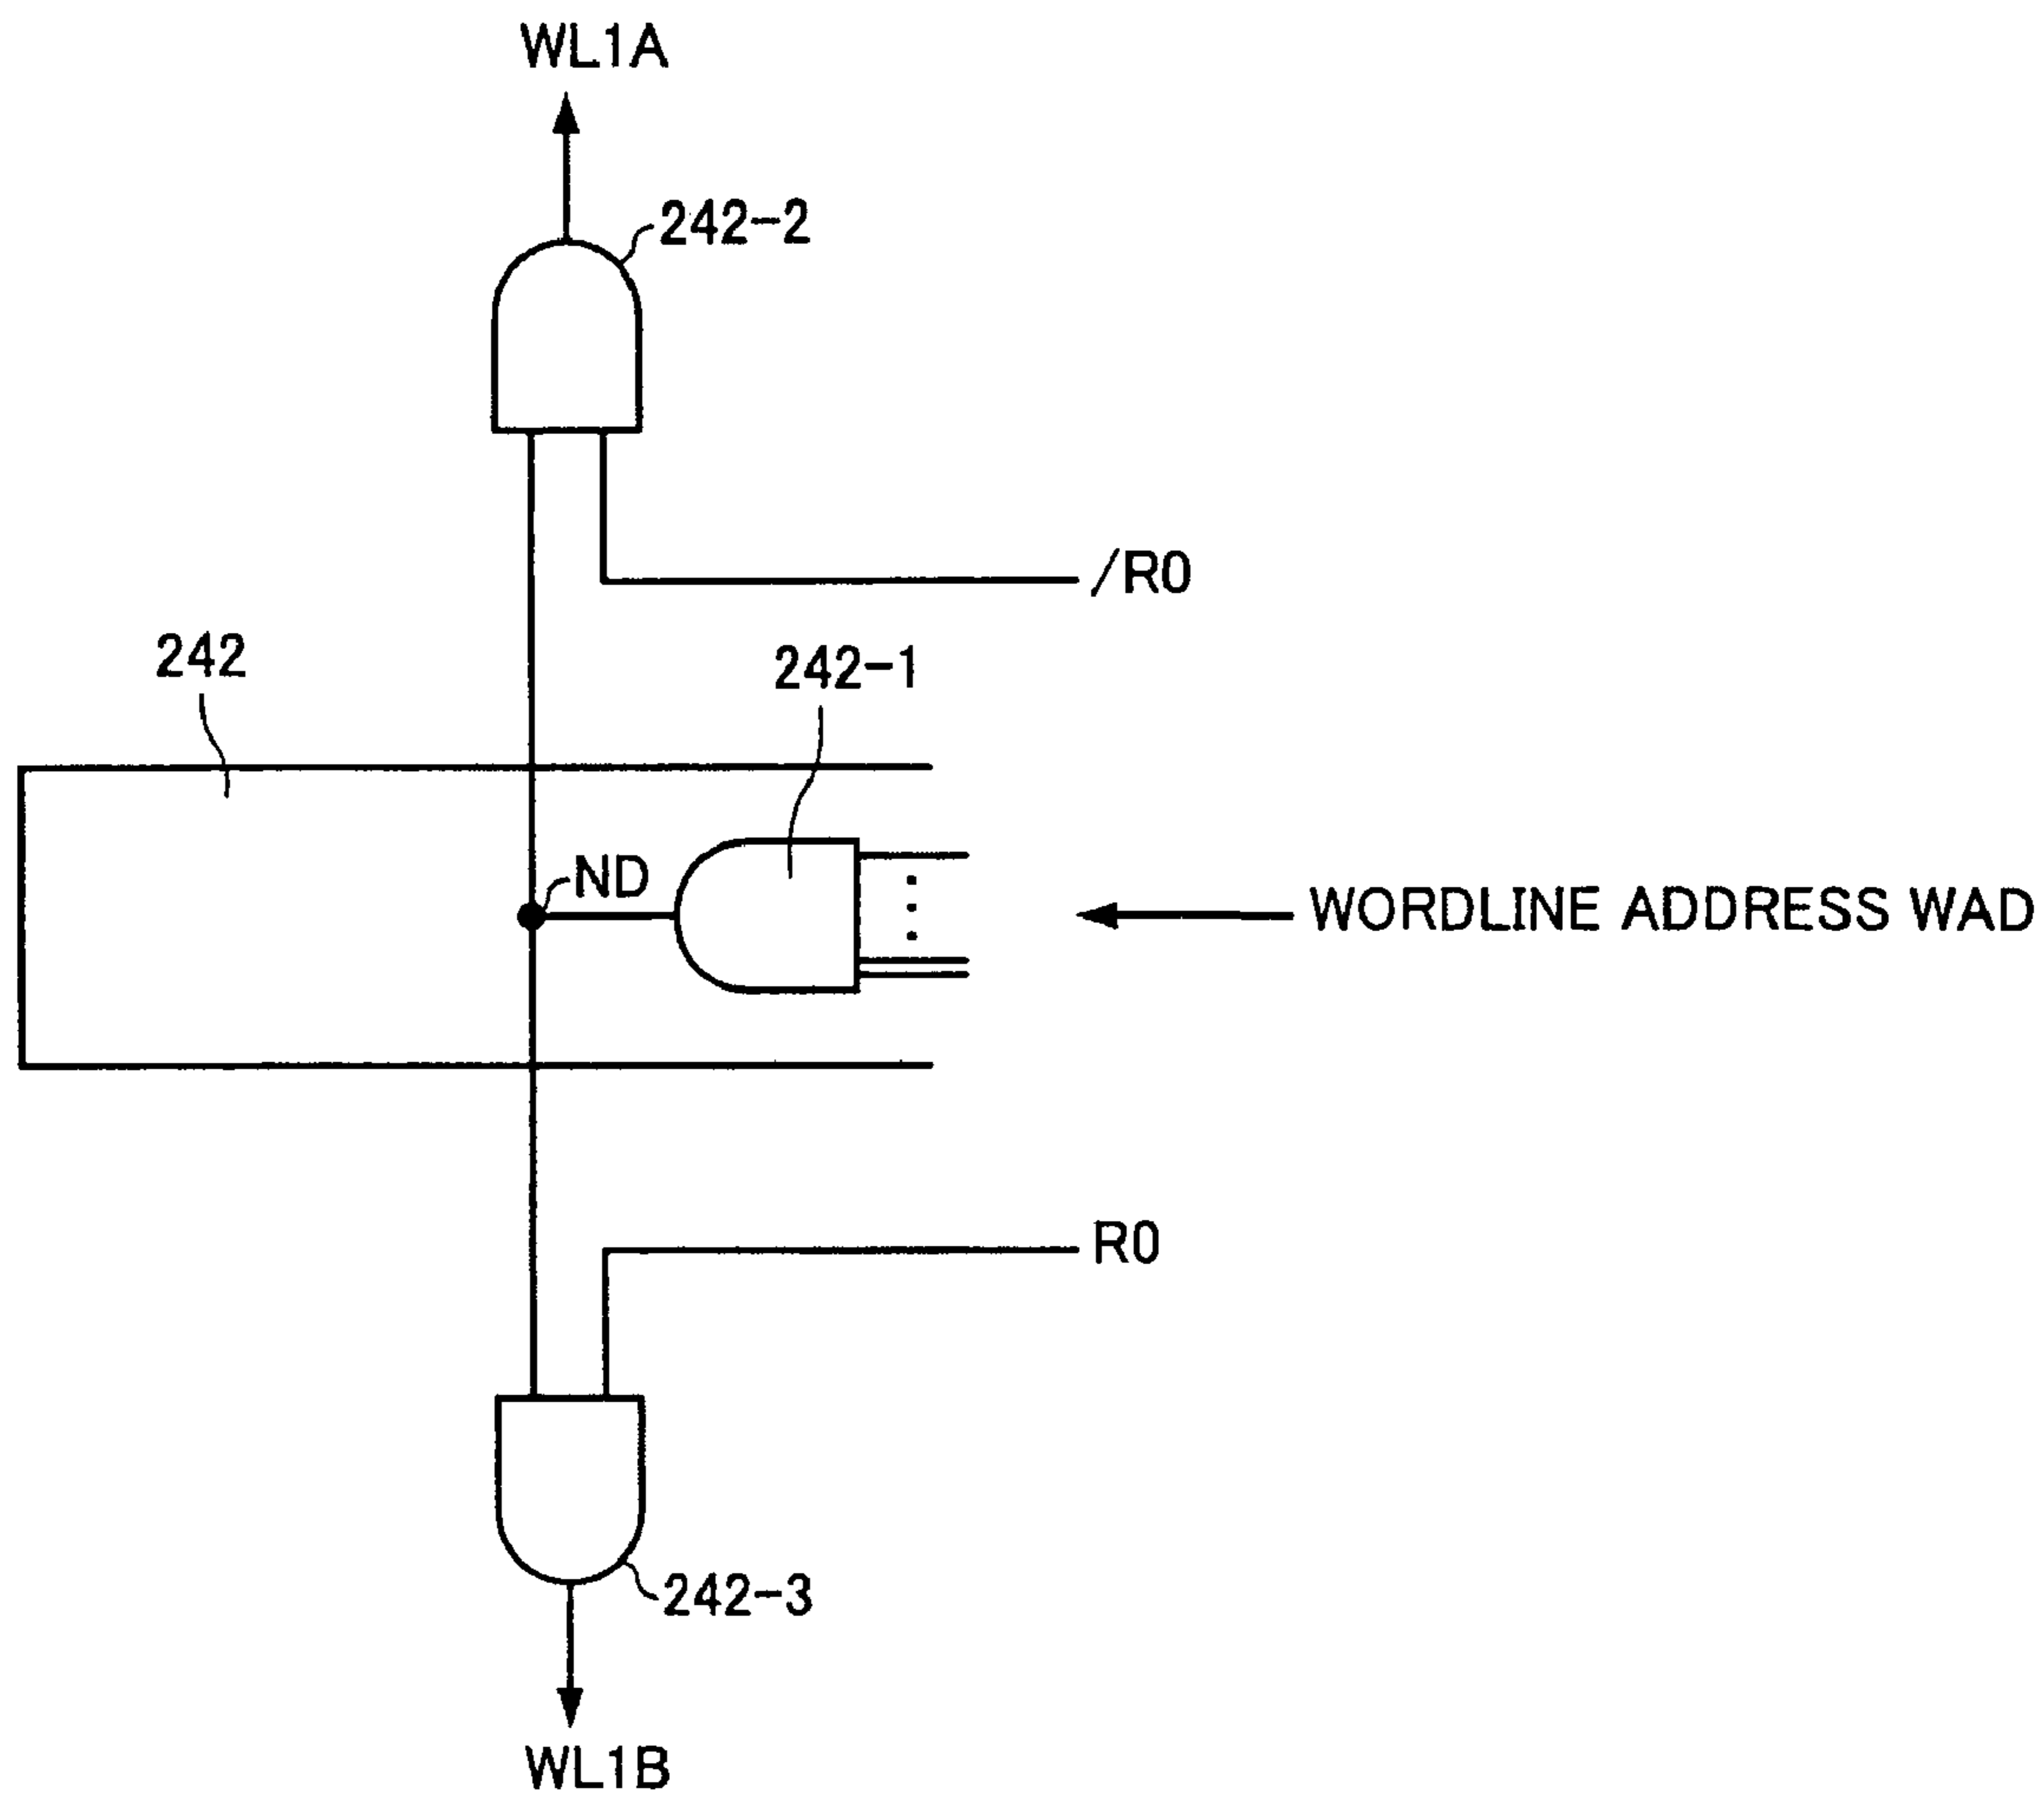 WL1A
242-2
/R0
242
242-1
ND
WORDLINE ADDRESS WAD
R0
242-3
WL1B